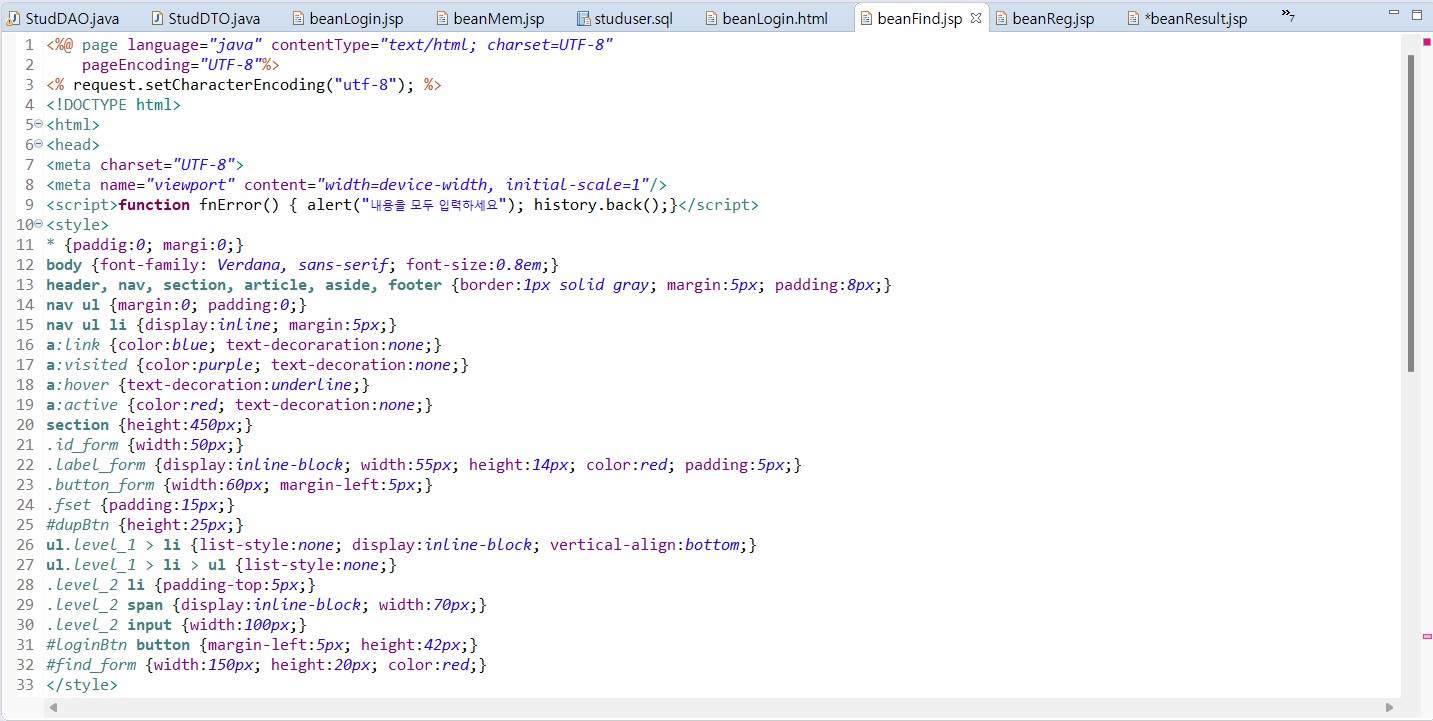 StudDAO.java StudDTO.java beanLogin.jsp beanMem.jsp studuser.sql beanLogin.html beanFind.jsp beanReg.jsp *beanResult.jsp »7
1 <%@ page language="java" contentType="text/html; charset=UTF-8"
2     pageEncoding="UTF-8"%>
3 <% request.setCharacterEncoding("utf-8"); %>
4 <!DOCTYPE html>
5 <html>
6 <head>
7 <meta charset="UTF-8">
8 <meta name="viewport" content="width=device-width, initial-scale=1"/>
9 <script>function fnError() { alert("내용을 모두 입력하세요"); history.back();}</script>
10 <style>
11 * {paddig:0; margi:0;}
12 body {font-family: Verdana, sans-serif; font-size:0.8em;}
13 header, nav, section, article, aside, footer {border:1px solid gray; margin:5px; padding:8px;}
14 nav ul {margin:0; padding:0;}
15 nav ul li {display:inline; margin:5px;}
16 a:link {color:blue; text-decoraration:none;}
17 a:visited {color:purple; text-decoration:none;}
18 a:hover {text-decoration:underline;}
19 a:active {color:red; text-decoration:none;}
20 section {height:450px;}
21 .id_form {width:50px;}
22 .label_form {display:inline-block; width:55px; height:14px; color:red; padding:5px;}
23 .button_form {width:60px; margin-left:5px;}
24 .fset {padding:15px;}
25 #dupBtn {height:25px;}
26 ul.level_1 > li {list-style:none; display:inline-block; vertical-align:bottom;}
27 ul.level_1 > li > ul {list-style:none;}
28 .level_2 li {padding-top:5px;}
29 .level_2 span {display:inline-block; width:70px;}
30 .level_2 input {width:100px;}
31 #loginBtn button {margin-left:5px; height:42px;}
32 #find_form {width:150px; height:20px; color:red;}
33 </style>